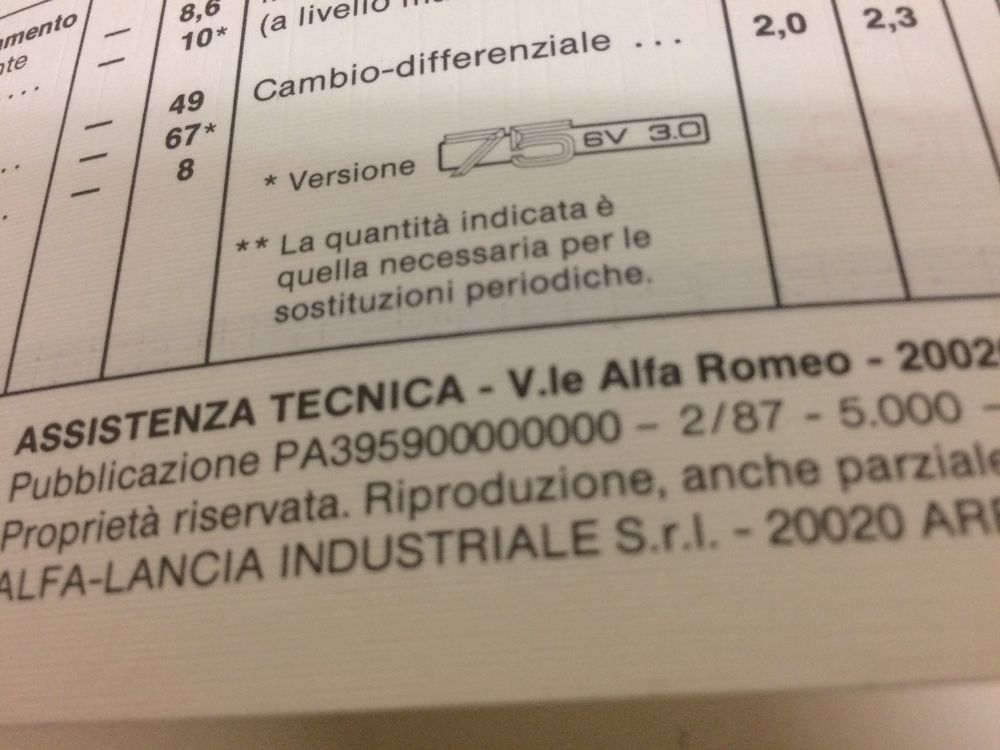 8,6
10*
(a livello
Cambio-differenziale ... 2,0 2,3
49
67*
8
* Versione 75 6V 3.0
** La quantità indicata è
quella necessaria per le
sostituzioni periodiche.
ASSISTENZA TECNICA - V.le Alfa Romeo - 20020
Pubblicazione PA395900000000 – 2/87 - 5.000 –
Proprietà riservata. Riproduzione, anche parziale
ALFA-LANCIA INDUSTRIALE S.r.l. - 20020